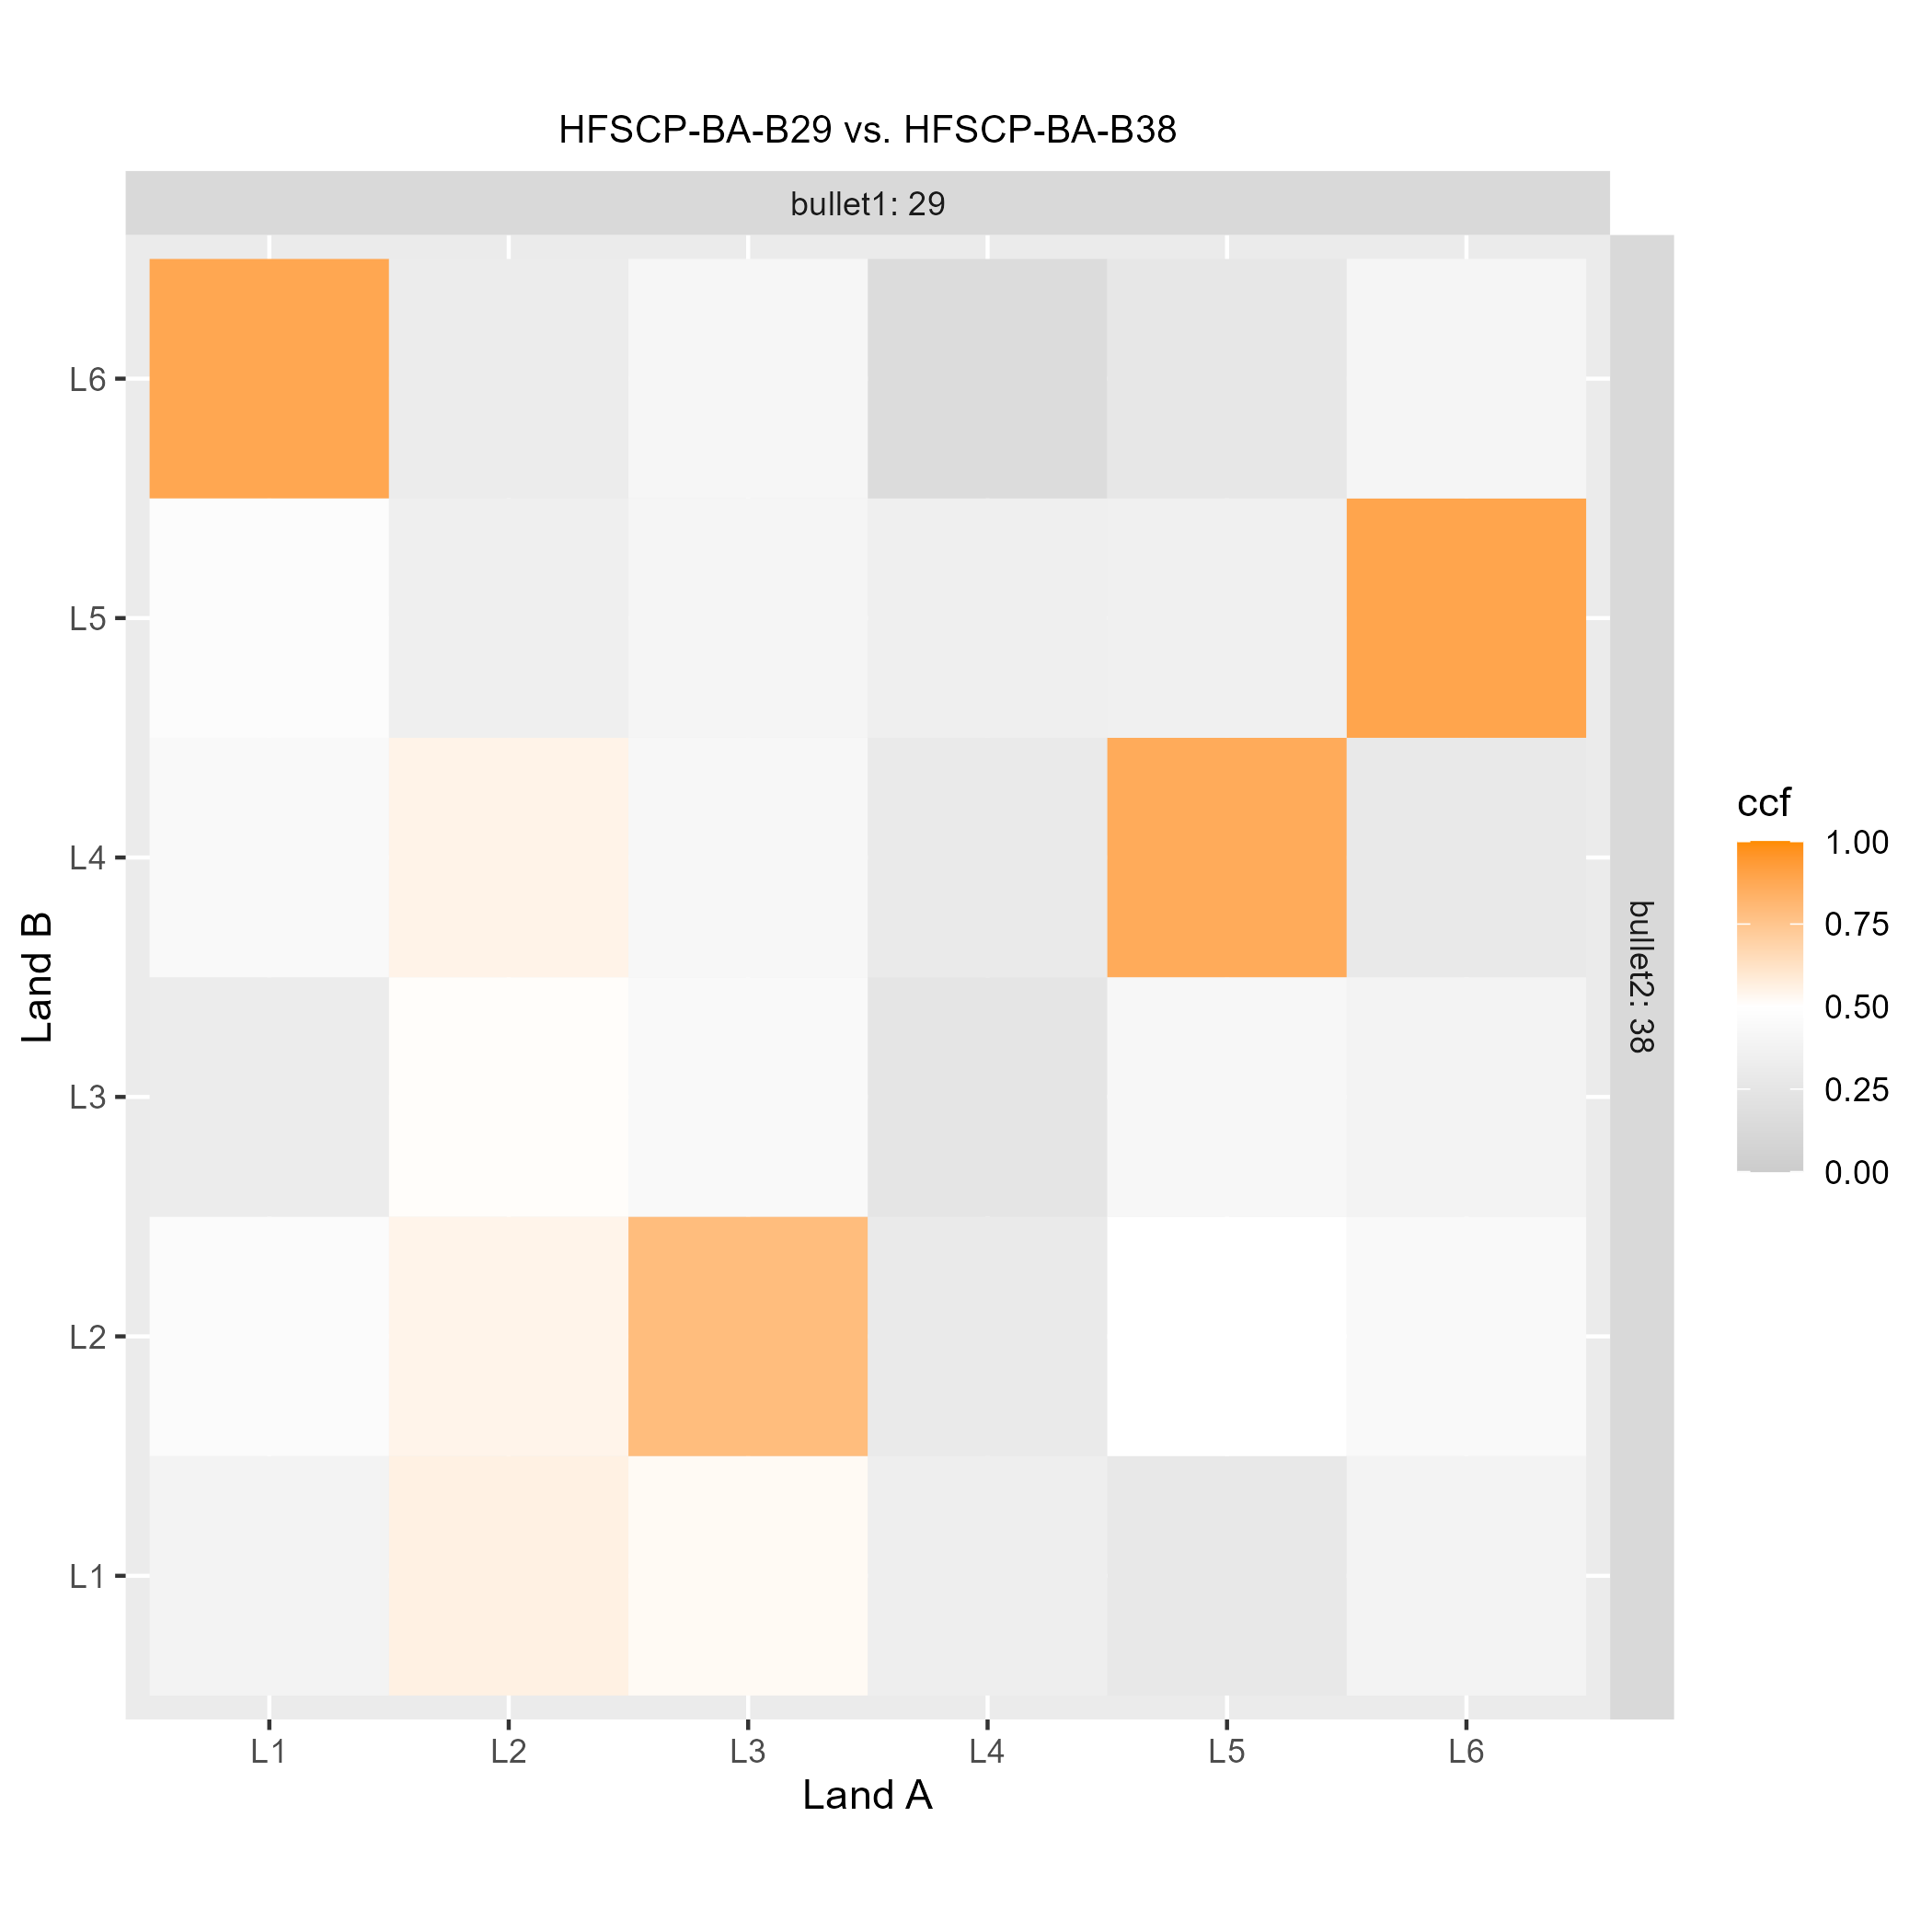 HFSCP-BA-B29 vs. HFSCP-BA-B38
bullet1: 29
L6
L5
L4
L3
L2
L1
Land B
bullet2: 38
L1 L2 L3 L4 L5 L6
Land A
ccf
1.00
0.75
0.50
0.25
0.00